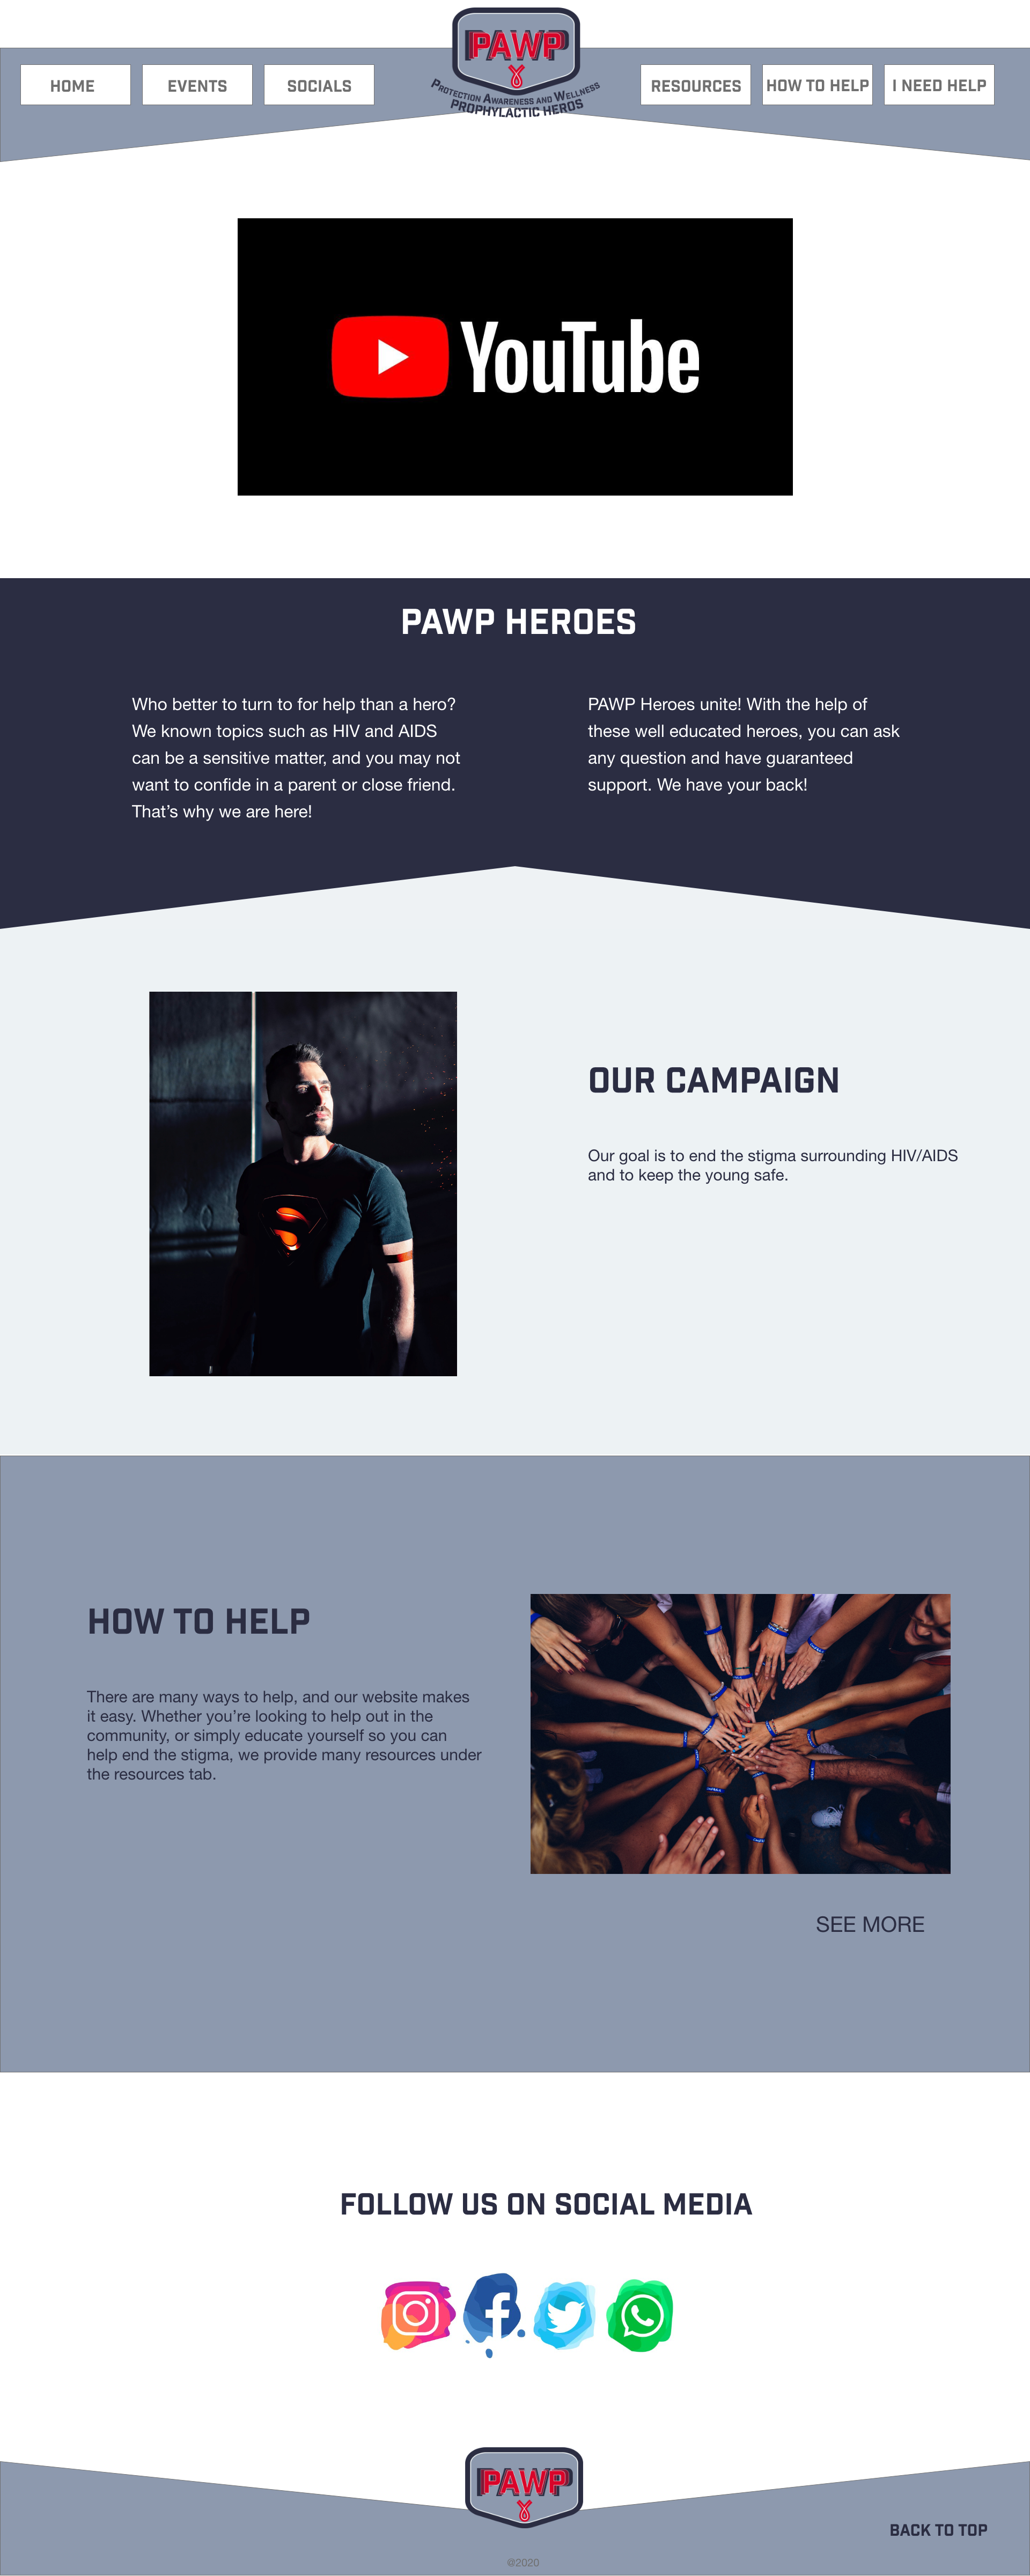 PAWP
PROTECTION AWARENESS AND WELLNESS
PROPHYLACTIC HEROS
HOME
EVENTS
SOCIALS
RESOURCES
HOW TO HELP
I NEED HELP
YouTube
PAWP HEROES
Who better to turn to for help than a hero?
We known topics such as HIV and AIDS
can be a sensitive matter, and you may not
want to confide in a parent or close friend.
That’s why we are here!
PAWP Heroes unite! With the help of
these well educated heroes, you can ask
any question and have guaranteed
support. We have your back!
OUR CAMPAIGN
Our goal is to end the stigma surrounding HIV/AIDS
and to keep the young safe.
HOW TO HELP
There are many ways to help, and our website makes
it easy. Whether you’re looking to help out in the
community, or simply educate yourself so you can
help end the stigma, we provide many resources under
the resources tab.
SEE MORE
FOLLOW US ON SOCIAL MEDIA
PAWP
BACK TO TOP
@2020